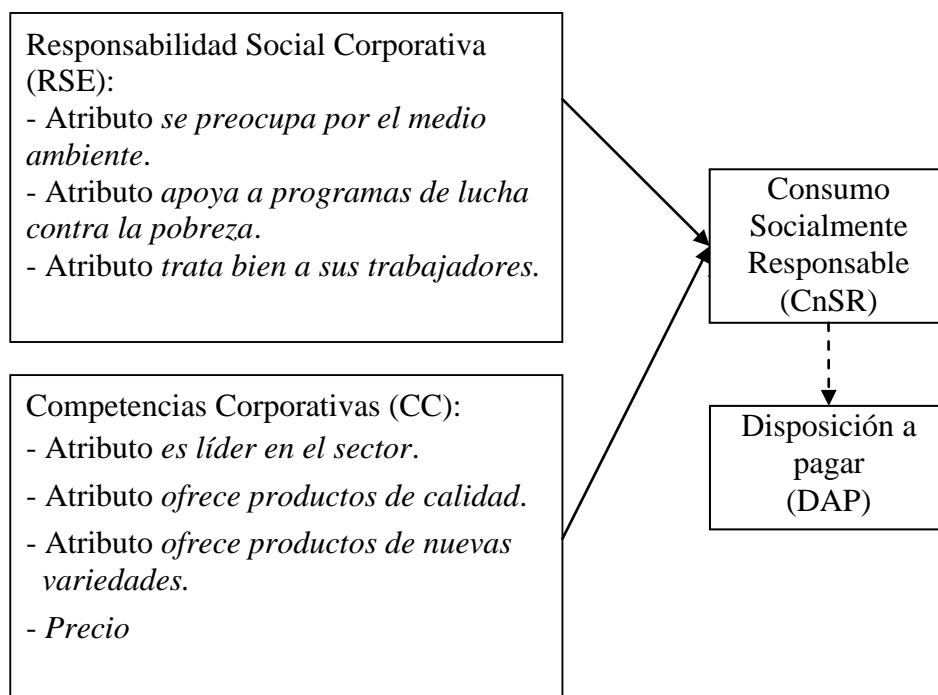 Responsabilidad Social Corporativa
(RSE):
- Atributo se preocupa por el medio
ambiente.
- Atributo apoya a programas de lucha
contra la pobreza.
- Atributo trata bien a sus trabajadores.
Competencias Corporativas (CC):
- Atributo es líder en el sector.
- Atributo ofrece productos de calidad.
- Atributo ofrece productos de nuevas
variedades.
- Precio
Consumo
Socialmente
Responsable
(CnSR)
Disposición a
pagar
(DAP)